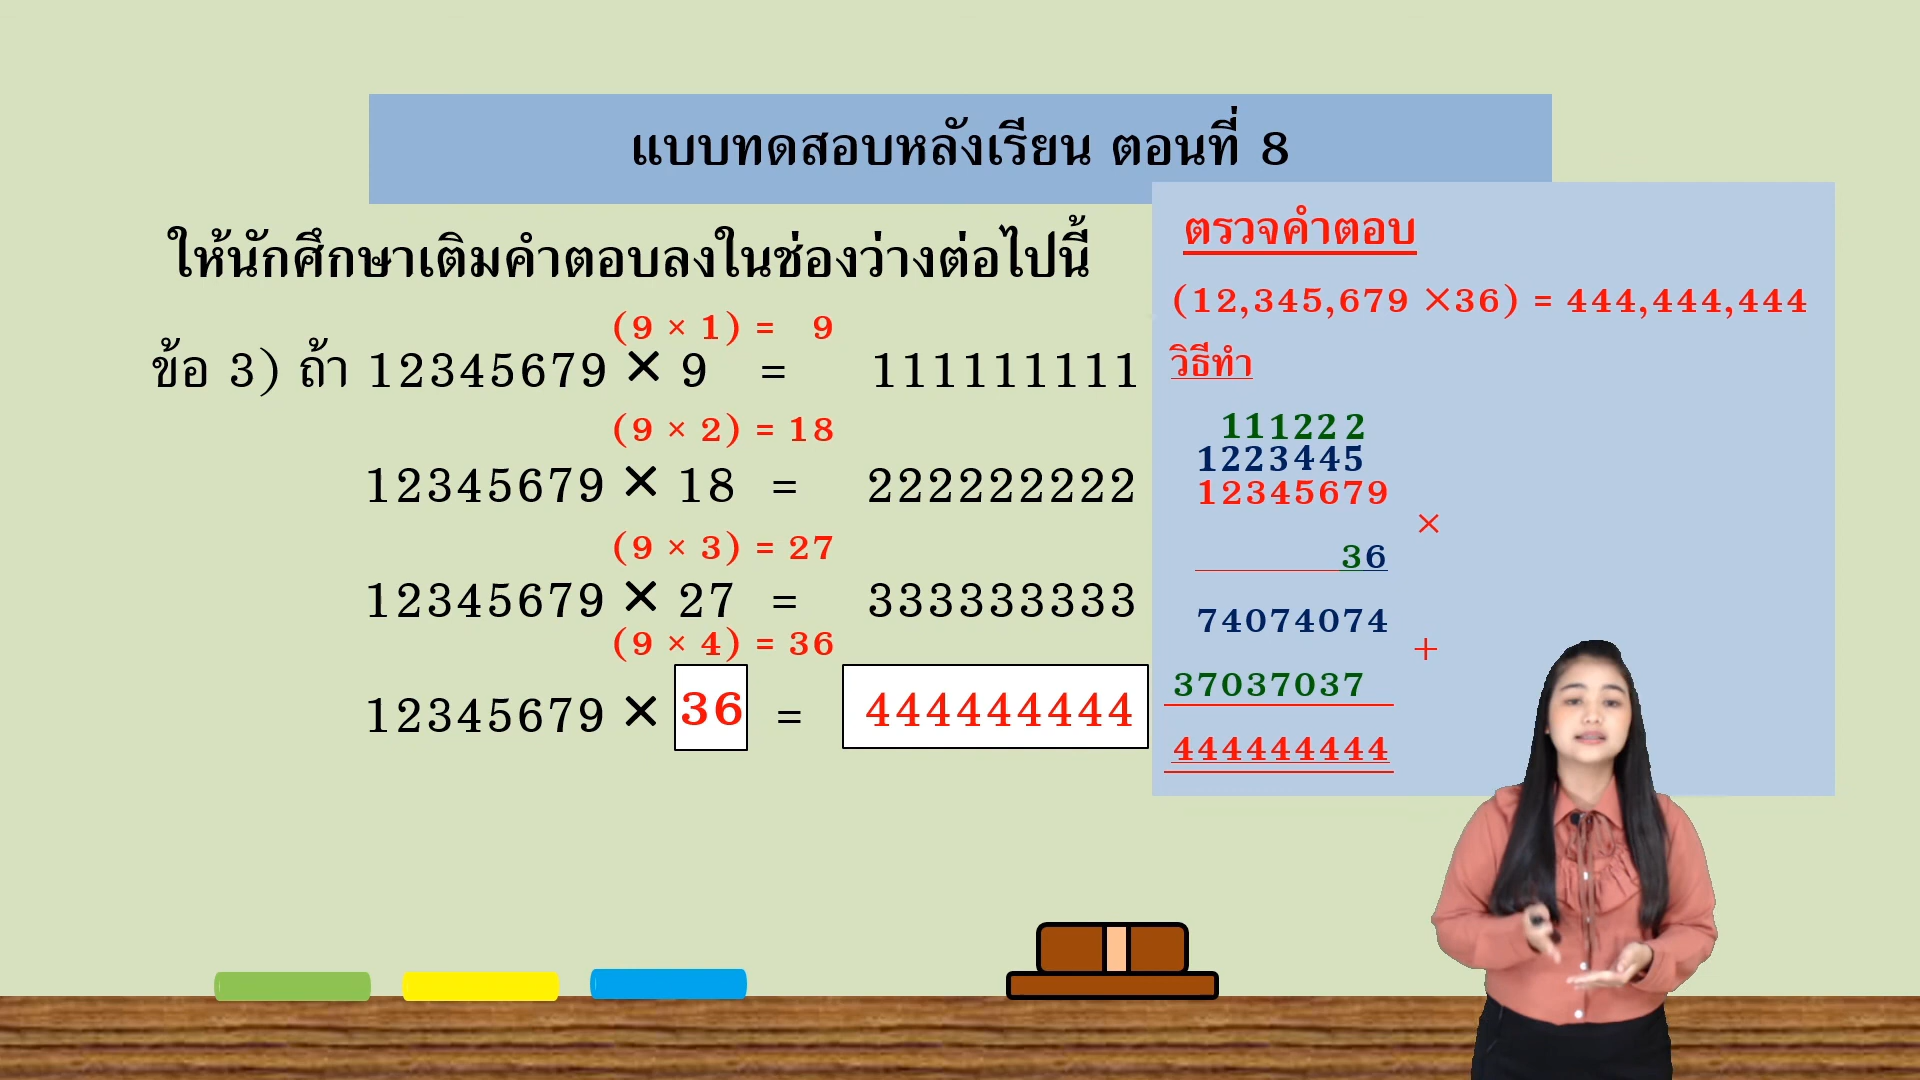 แบบทดสอบหลังเรียน ตอนที่ 8
ให้นักศึกษาเติมคำตอบลงในช่องว่างต่อไปนี้
(9 × 1) = 9
ข้อ 3) ถ้า 12345679 × 9 = 111111111
(9 × 2) = 18
12345679 × 18 = 222222222
(9 × 3) = 27
12345679 × 27 = 333333333
(9 × 4) = 36
12345679 × 36 = 444444444
ตรวจคำตอบ
(12,345,679 ×36) = 444,444,444
วิธีทำ
111222
1223445
12345679
×
36
74074074
+
37037037
444444444